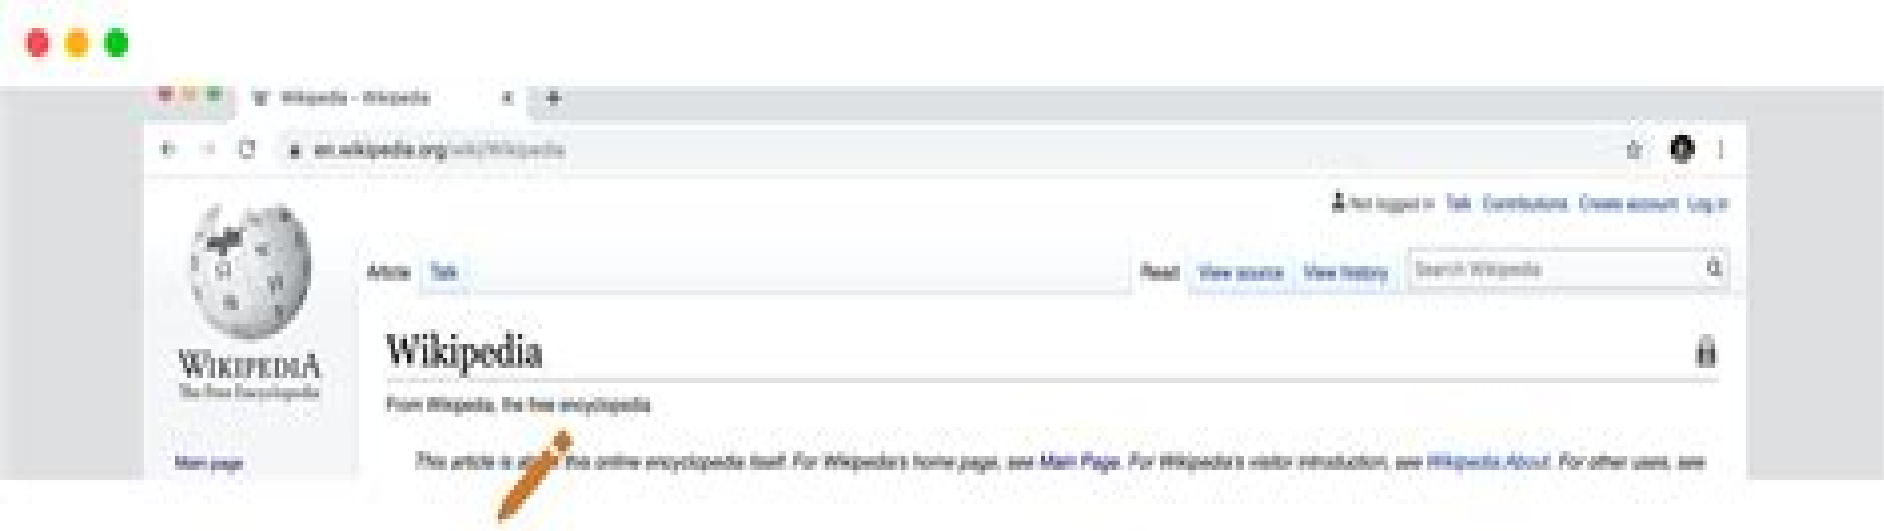 Wikipedia - Wikipedia
en.wikipedia.org/wiki/Wikipedia
Not logged in Talk Contributions Create account Log in
Article Talk Read View source View history Search Wikipedia
WIKIPEDIA
The Free Encyclopedia
Wikipedia
From Wikipedia, the free encyclopedia
Main page
This article is this online encyclopedia itself. For Wikipedia's home page, see Main Page. For Wikipedia's visitor introduction, see Wikipedia:About. For other uses, see